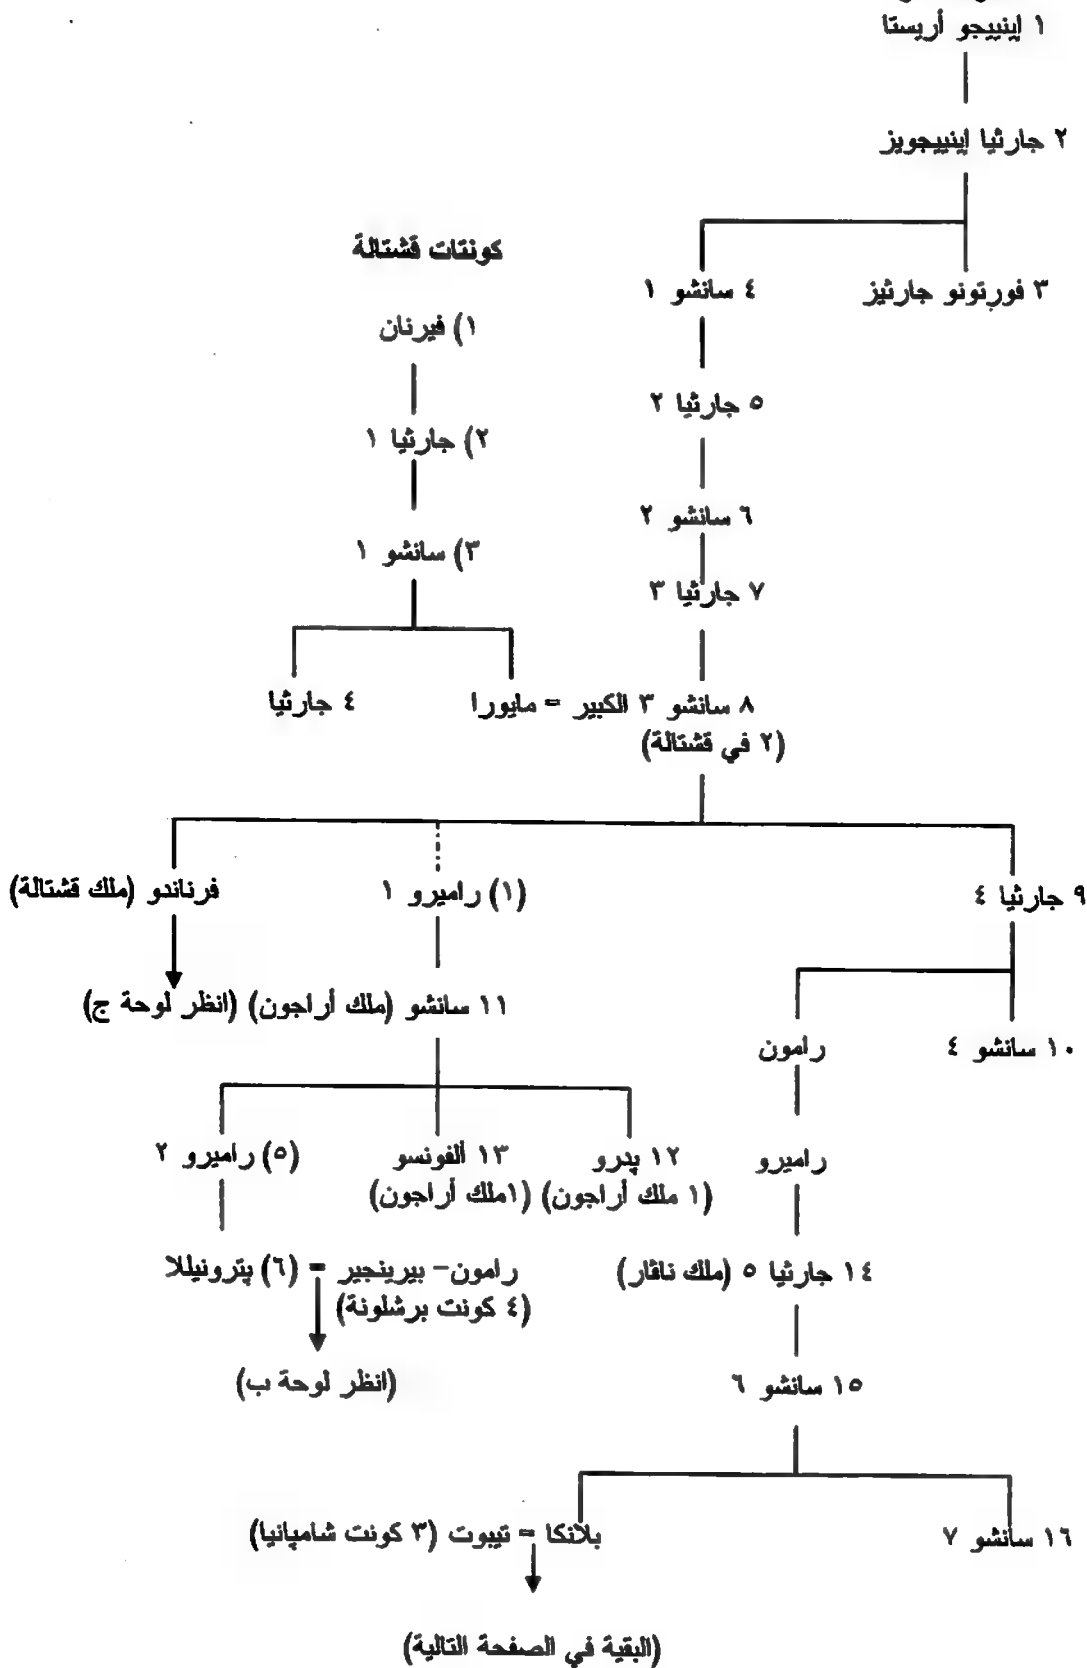 ١ إينييجو أريستا
٢ جارثيا إينييجويز
كونتات قشتالة
٣ فورتونو جارثيز
٤ سانشو ١
١) فيرنان
٥ جارثيا ٢
٢) جارثيا ١
٦ سانشو ٢
٣) سانشو ١
٧ جارثيا ٣
٨ سانشو ٣ الكبير = مايورا
٤ جارثيا
(٢ في قشتالة)
٩ جارثيا ٤
(١) راميرو ١
فرناندو (ملك قشتالة)
١١ سانشو (ملك أراجون) (انظر لوحة ج)
١٠ سانشو ٤
رامون
راميرو
١٢ پدرو
١٣ ألفونسو
(٥) راميرو ٢
(١ ملك أراجون) (١ملك أراجون)
١٤ جارثيا ٥ (ملك ناڤار)
رامون- بيرينجير = (٦) پترونيللا
(٤ كونت برشلونة)
١٥ سانشو ٦
(انظر لوحة ب)
١٦ سانشو ٧
بلانكا = تيبوت (٣ كونت شامپانيا)
(البقية في الصفحة التالية)